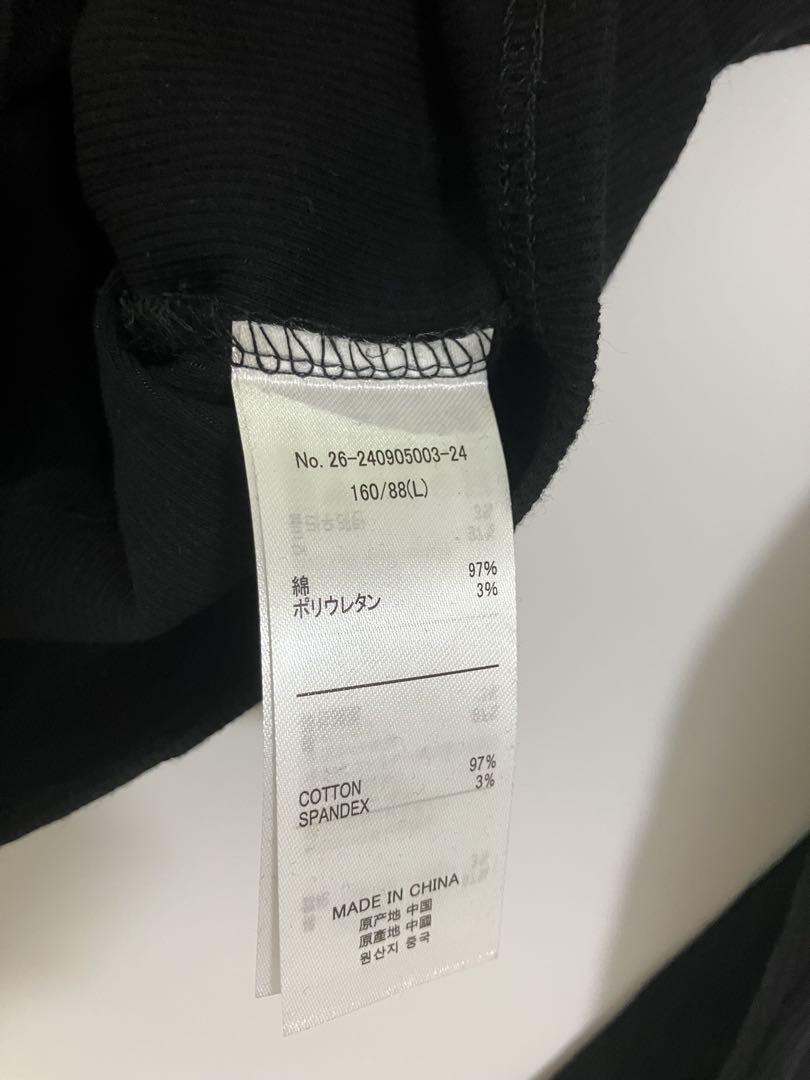 No. 26-240905003-24
160/88(L)
綿 97%
ポリウレタン 3%
COTTON 97%
SPANDEX 3%
MADE IN CHINA
原产地 中国
原產地 中國
원산지 중국